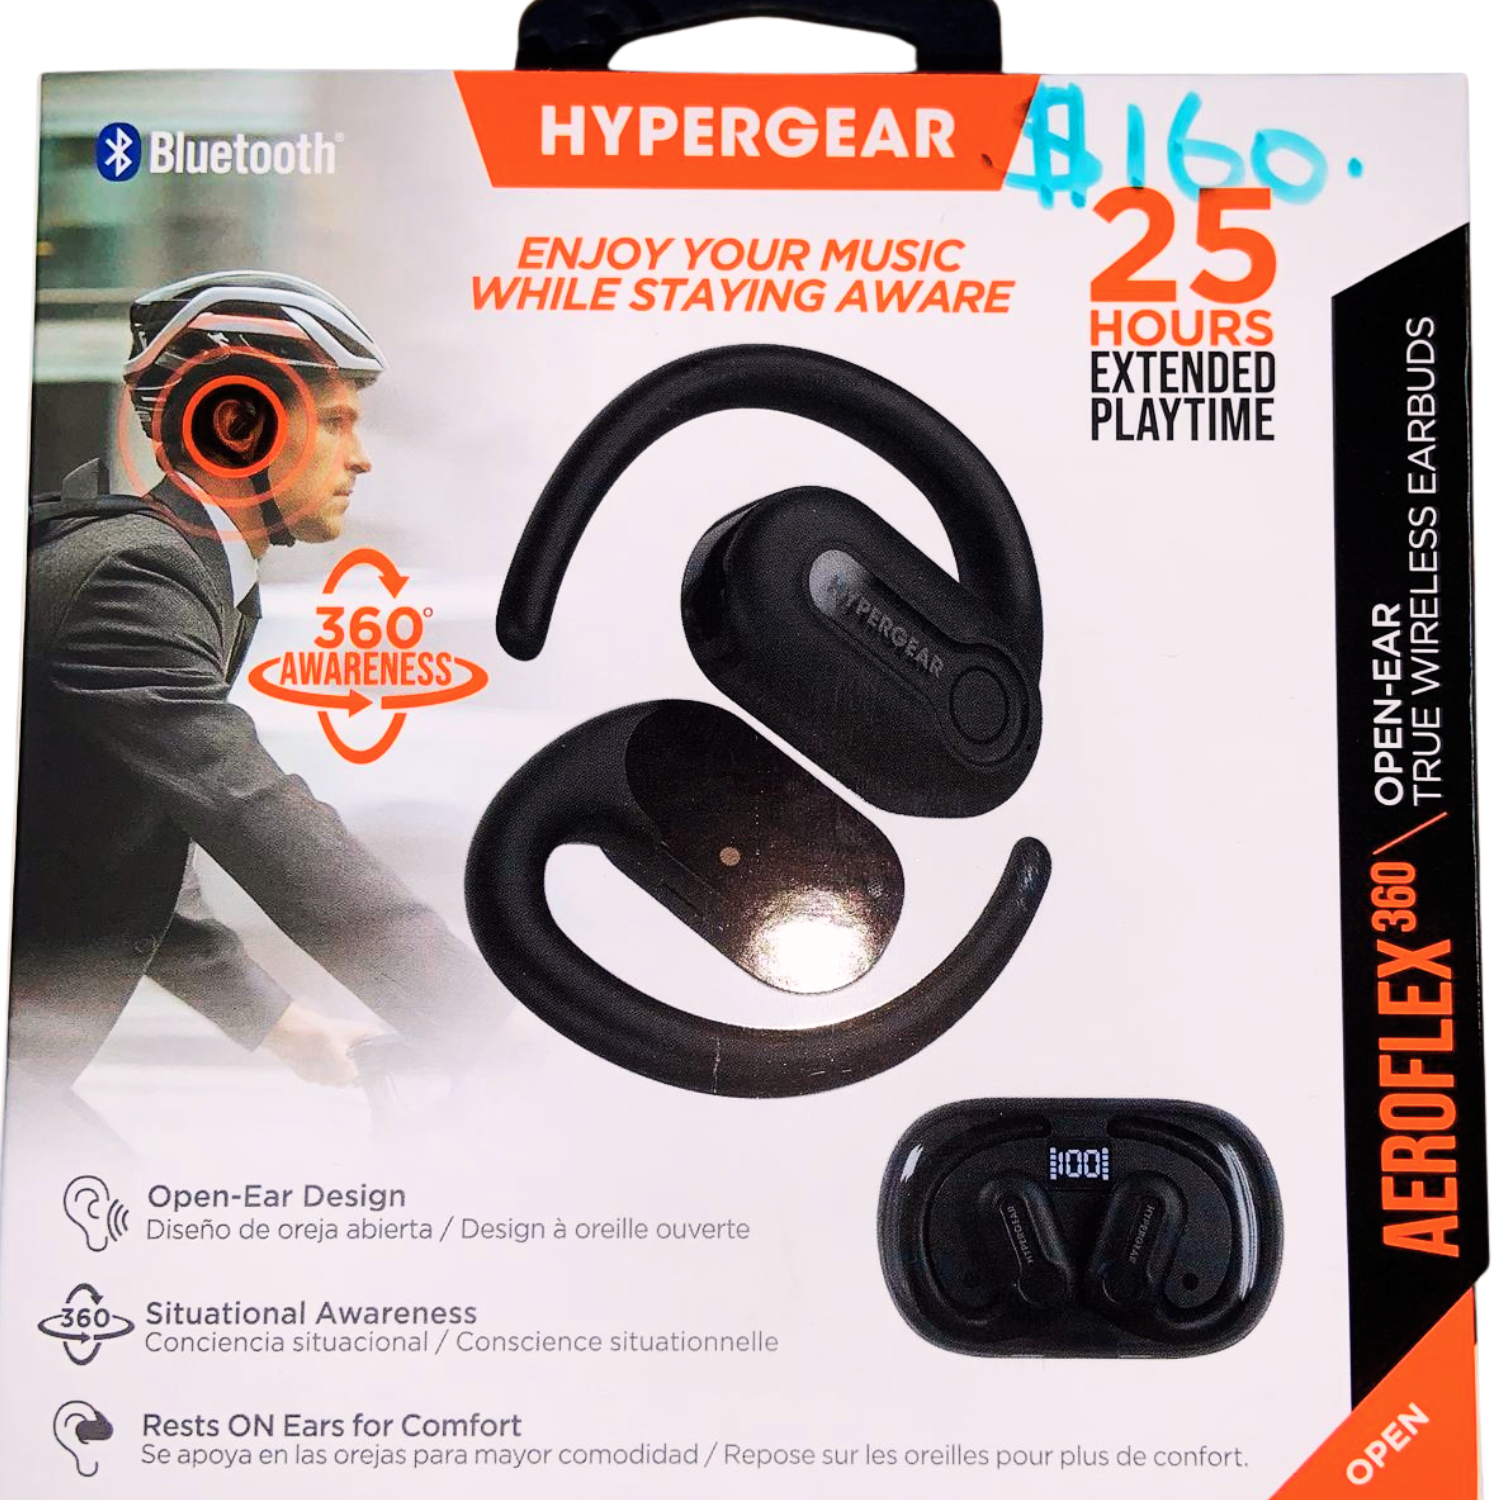 Bluetooth®
HYPERGEAR
$160.
ENJOY YOUR MUSIC
WHILE STAYING AWARE
25
HOURS
EXTENDED
PLAYTIME
360°
AWARENESS
HYPERGEAR
100
HYPERGEAR
HYPERGEAR
Open-Ear Design
Diseño de oreja abierta / Design à oreille ouverte
360
Situational Awareness
Conciencia situacional / Conscience situationnelle
Rests ON Ears for Comfort
Se apoya en las orejas para mayor comodidad / Repose sur les oreilles pour plus de confort.
AEROFLEX 360
OPEN-EAR
TRUE WIRELESS EARBUDS
OPEN